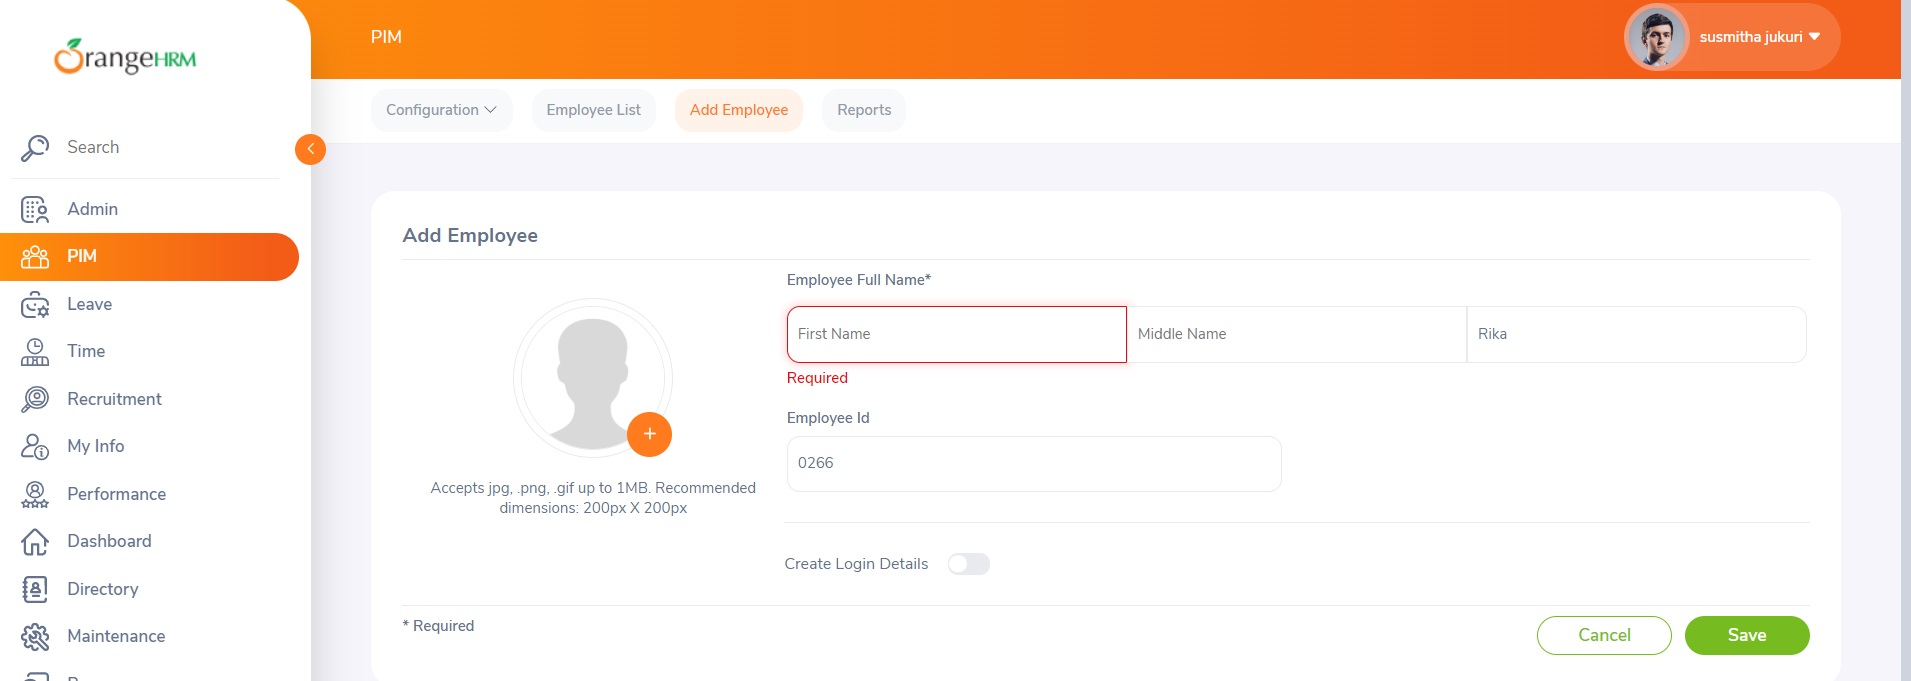 OrangeHRM
PIM
susmitha jukuri
Configuration
Employee List
Add Employee
Reports
Search
Admin
PIM
Leave
Time
Recruitment
My Info
Performance
Dashboard
Directory
Maintenance
Add Employee
Employee Full Name*
First Name
Middle Name
Rika
Required
Employee Id
0266
Accepts jpg, .png, .gif up to 1MB. Recommended
dimensions: 200px X 200px
Create Login Details
* Required
Cancel
Save